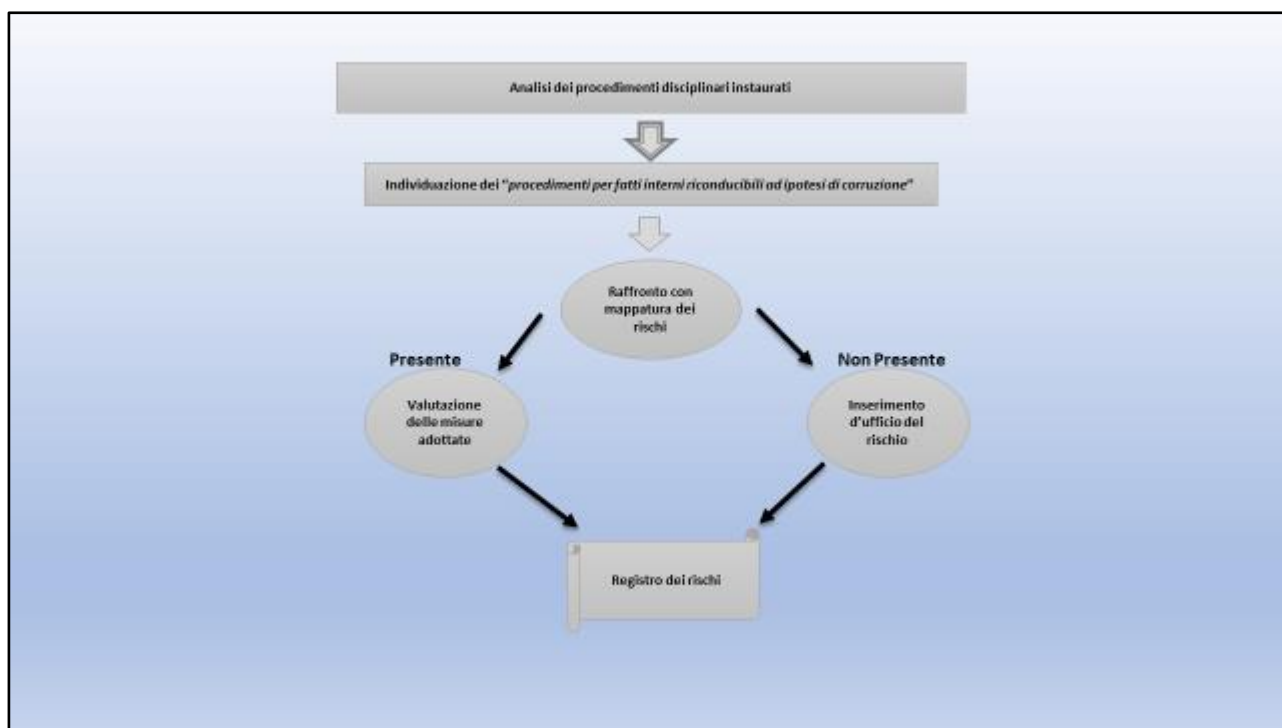 Analisi dei procedimenti disciplinari instaurati
Individuazione dei “procedimenti per fatti interni riconducibili ad ipotesi di corruzione”
Raffronto con
mappatura dei
rischi
Presente
Non Presente
Valutazione
delle misure
adottate
Inserimento
d’ufficio del
rischio
Registro dei rischi